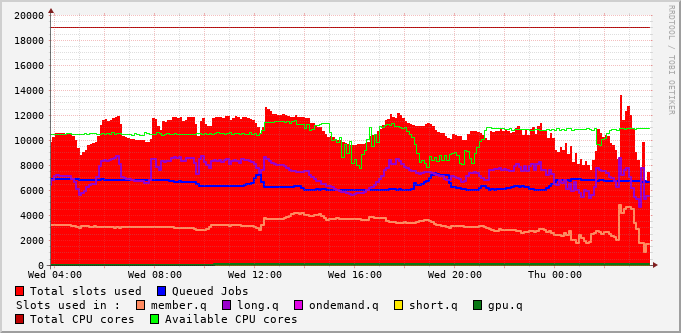 RRDTOOL / TOBI OETIKER
20000
18000
16000
14000
12000
10000
8000
6000
4000
2000
0
Wed 04:00 Wed 08:00 Wed 12:00 Wed 16:00 Wed 20:00 Thu 00:00
Total slots used Queued Jobs
Slots used in : member.q long.q ondemand.q short.q gpu.q
Total CPU cores Available CPU cores